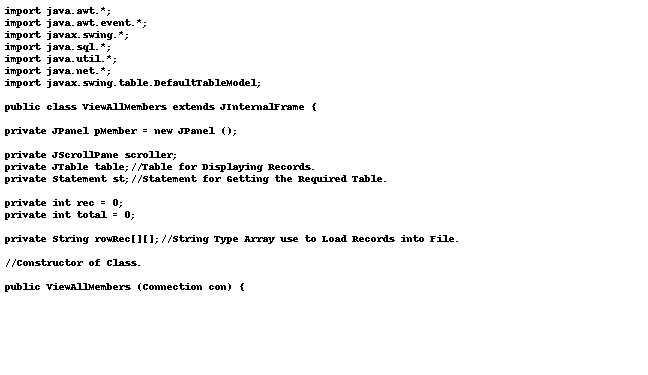 import java.awt.*;
import java.awt.event.*;
import javax.swing.*;
import java.sql.*;
import java.util.*;
import java.net.*;
import javax.swing.table.DefaultTableModel;
public class ViewAllMembers extends JInternalFrame {
private JPanel pMember = new JPanel ();
private JScrollPane scroller;
private JTable table;//Table for Displaying Records.
private Statement st;//Statement for Getting the Required Table.
private int rec = 0;
private int total = 0;
private String rowRec[][];//String Type Array use to Load Records into File.
//Constructor of Class.
public ViewAllMembers (Connection con) {